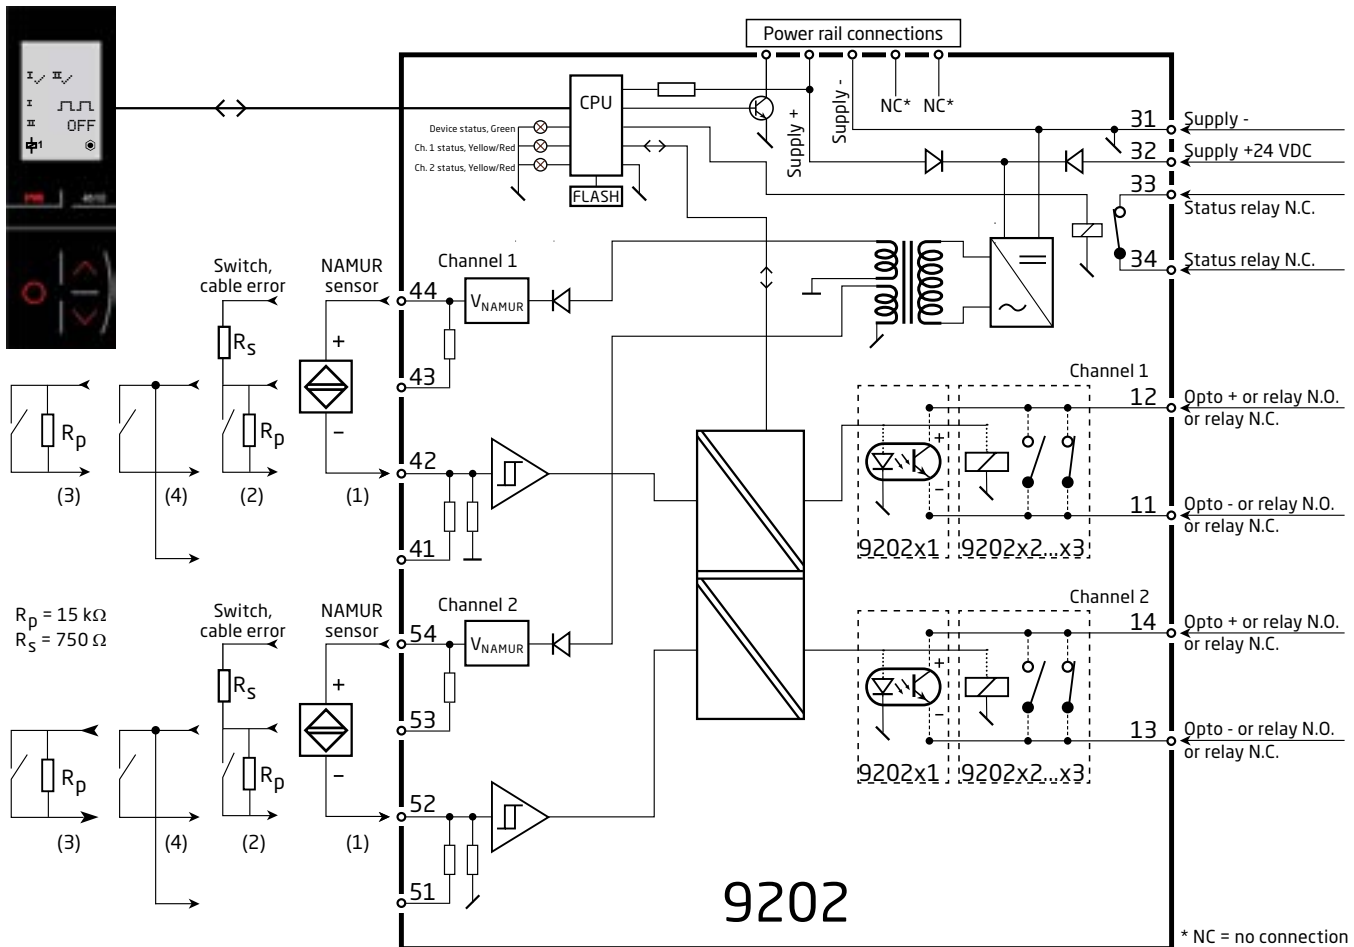 Power rail connections
I II
I
II OFF
1
CPU
Supply +
Supply -
NC* NC*
31 Supply -
32 Supply +24 VDC
33
Status relay N.C.
34 Status relay N.C.
Device status, Green
Ch. 1 status, Yellow/Red
Ch. 2 status, Yellow/Red
FLASH
4510
Switch,
cable error
NAMUR
sensor
Channel 1
44
VNAMUR
Rs
+
43
Rp
Rp
-
42
(3)
(4)
(2)
(1)
41
Channel 1
12 Opto + or relay N.O.
or relay N.C.
+
-
11 Opto - or relay N.O.
or relay N.C.
9202x1 9202x2...x3
Rp = 15 kΩ
Rs = 750 Ω
Switch,
cable error
NAMUR
sensor
Channel 2
54
VNAMUR
Rs
+
53
Rp
Rp
-
52
(3)
(4)
(2)
(1)
51
Channel 2
14 Opto + or relay N.O.
or relay N.C.
+
-
13 Opto - or relay N.O.
or relay N.C.
9202x1 9202x2...x3
9202
* NC = no connection